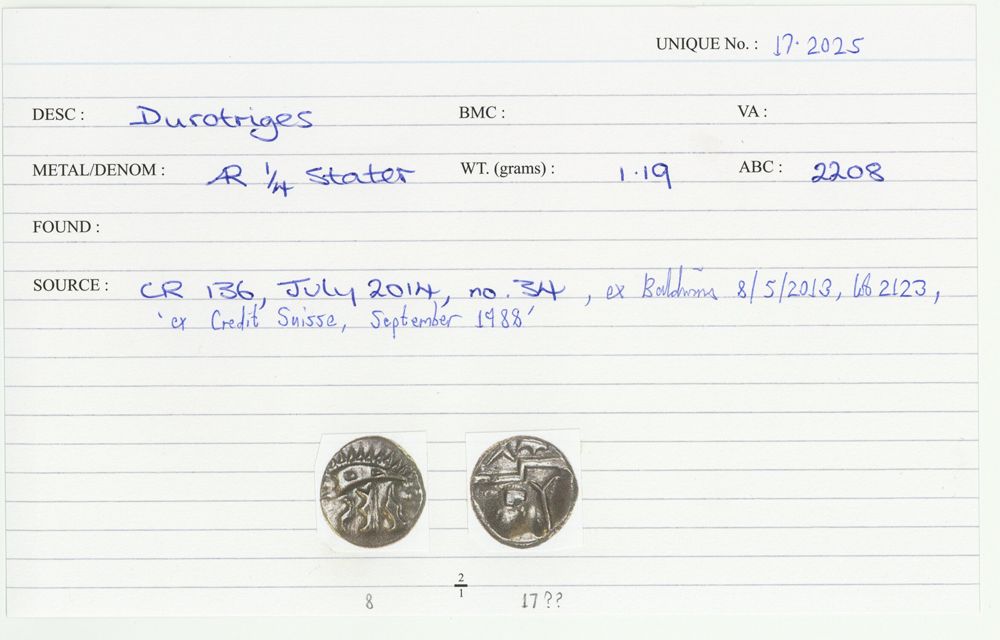 UNIQUE No. : 17.2025
DESC : Durotriges BMC : VA :
METAL/DENOM : AR 1/4 Stater WT. (grams) : 1.19 ABC : 2208
FOUND :
SOURCE : CR 136, July 2014, no. 34, ex Baldwins 8/5/2013, lot 2123,
'ex Credit Suisse, September 1988'
2/1
8 17??